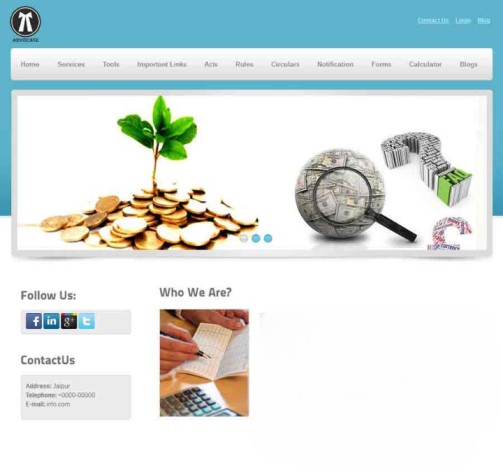 ADVOCATE
Contact Us Login Blog
Home Services Tools Important Links Acts Rules Circulars Notification Forms Calculator Blogs
TAX
Follow Us:
Who We Are?
ContactUs
Address: Jaipur
Telephone: +0000-00000
E-mail: info.com